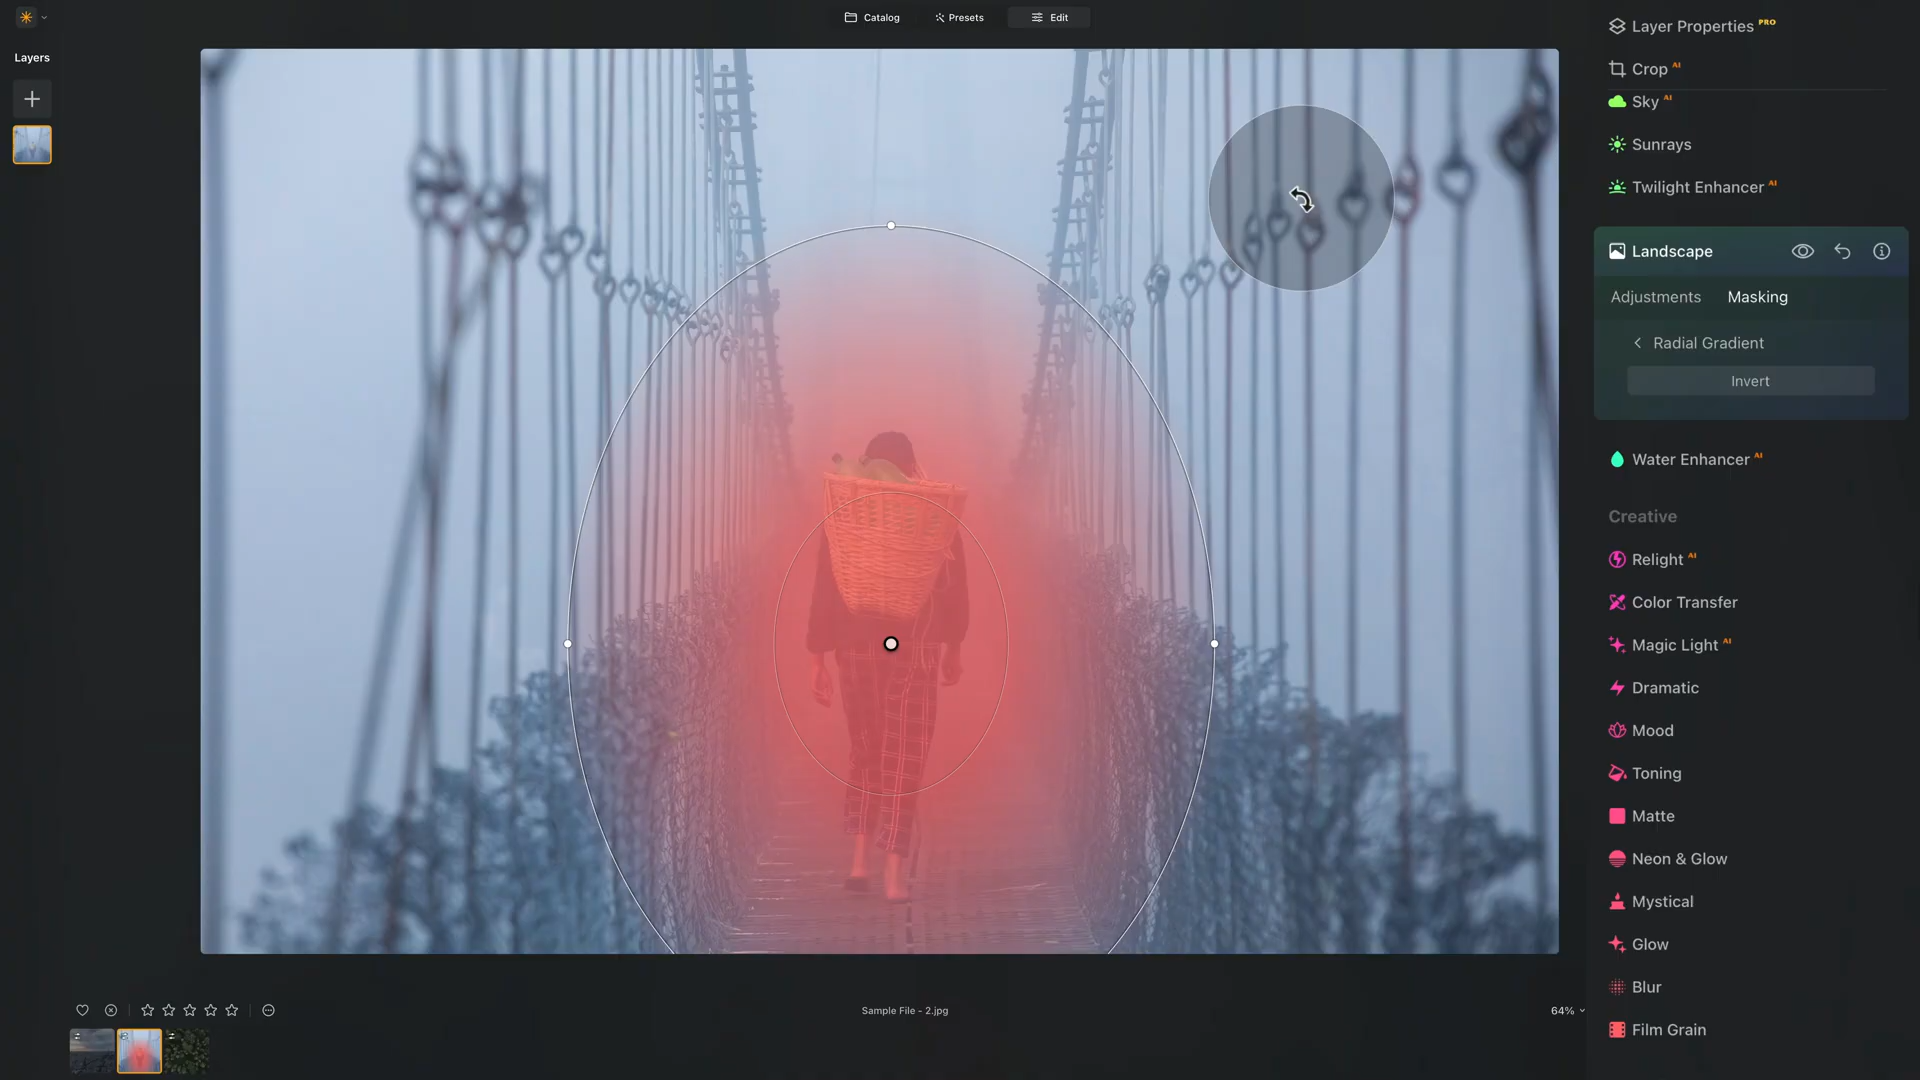 Catalog
Presets
Edit
Layers
Layer Properties PRO
Crop AI
Sky AI
Sunrays
Twilight Enhancer AI
Landscape
Adjustments
Masking
Radial Gradient
Invert
Water Enhancer AI
Creative
Relight AI
Color Transfer
Magic Light AI
Dramatic
Mood
Toning
Matte
Neon & Glow
Mystical
Glow
Blur
Film Grain
Sample File - 2.jpg
64%